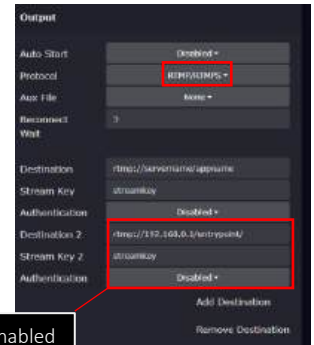 Output
Auto Start Disabled
Protocol RTMP/RTMPS
Aux File None
Reconnect Wait 3
Destination rtmp://servername/appname
Stream Key streamkey
Authentication Disabled
Destination 2 rtmp://192.168.0.1/entrypoint/
Stream Key 2 streamkey
Authentication Disabled
Add Destination
Remove Destination
nabled